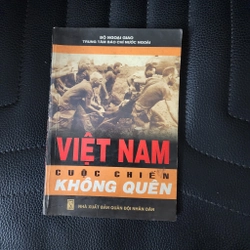 BỘ NGOẠI GIAO
TRUNG TÂM BÁO CHÍ NƯỚC NGOÀI
VIỆT NAM
CUỘC CHIẾN
KHÔNG QUÊN
NHÀ XUẤT BẢN QUÂN ĐỘI NHÂN DÂN